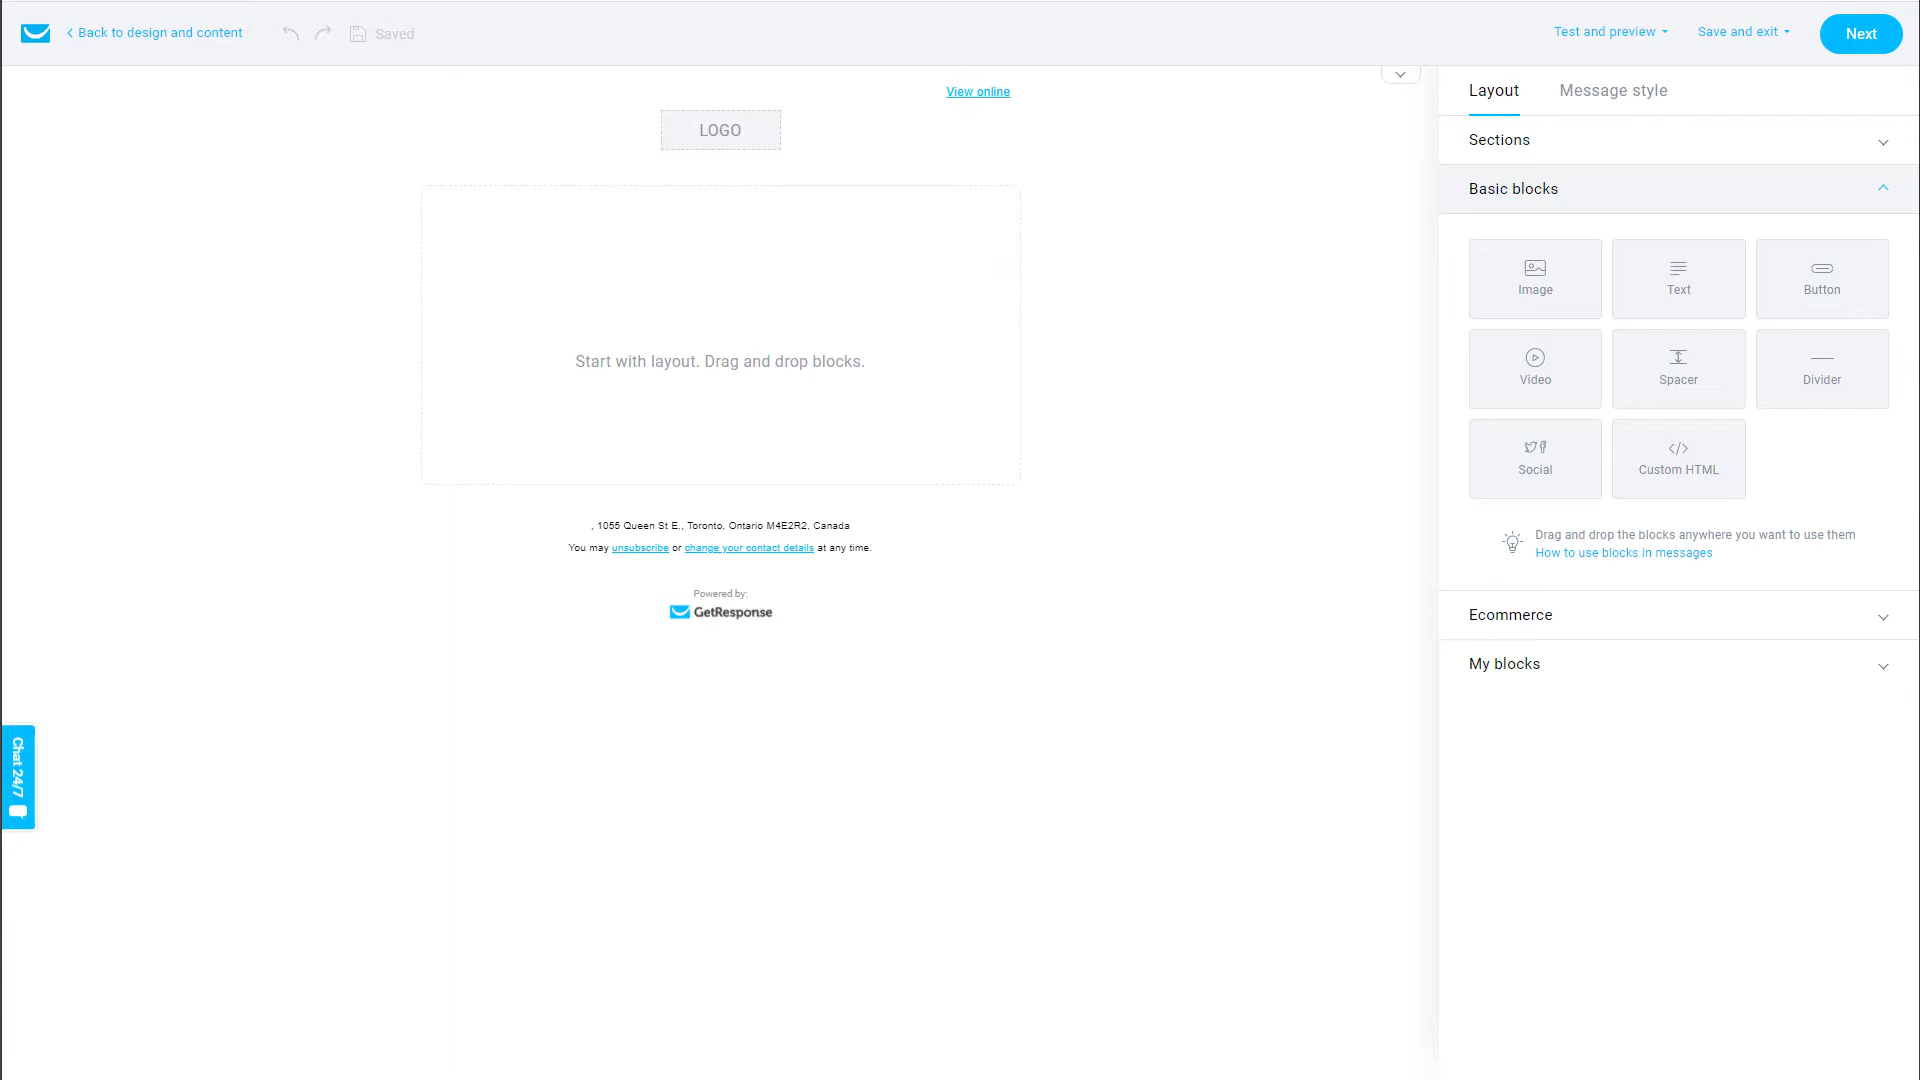 Back to design and content
Saved
Test and preview
Save and exit
Next
View online
LOGO
Start with layout. Drag and drop blocks.
, 1055 Queen St E., Toronto, Ontario M4E2R2, Canada
You may unsubscribe or change your contact details at any time.
Powered by:
GetResponse
Chat 24/7
Layout
Message style
Sections
Basic blocks
Image
Text
Button
Video
Spacer
Divider
Social
Custom HTML
Drag and drop the blocks anywhere you want to use them
How to use blocks in messages
Ecommerce
My blocks